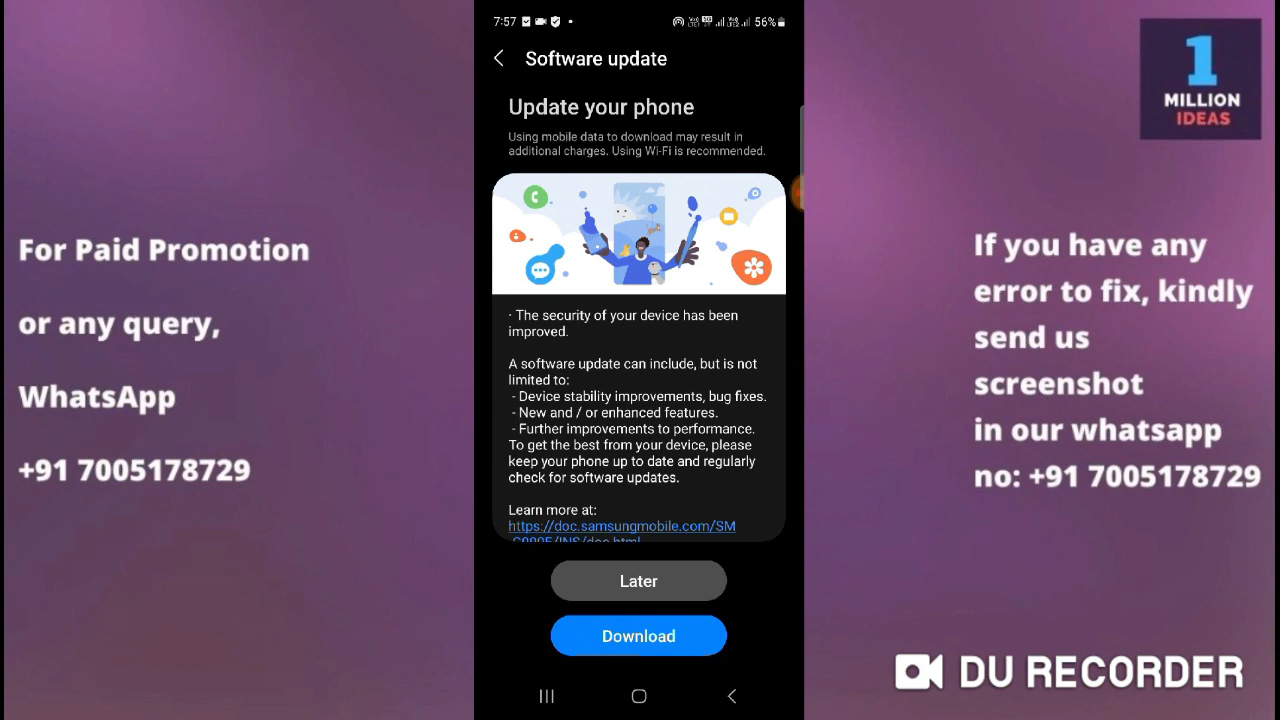 7:57
56%
Software update
Update your phone
Using mobile data to download may result in
additional charges. Using Wi-Fi is recommended.
· The security of your device has been
improved.
A software update can include, but is not
limited to:
- Device stability improvements, bug fixes.
- New and / or enhanced features.
- Further improvements to performance.
To get the best from your device, please
keep your phone up to date and regularly
check for software updates.
Learn more at:
https://doc.samsungmobile.com/SM
Later
Download
For Paid Promotion
or any query,
WhatsApp
+91 7005178729
1
MILLION
IDEAS
If you have any
error to fix, kindly
send us
screenshot
in our whatsapp
no: +91 7005178729
DU RECORDER